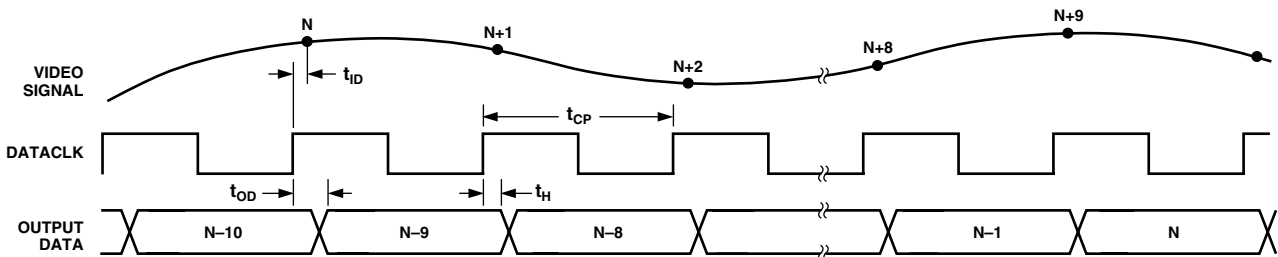 N
N+1
N+2
N+8
N+9
VIDEO
SIGNAL
tID
tCP
DATACLK
tOD
tH
OUTPUT
DATA
N–10
N–9
N–8
N–1
N